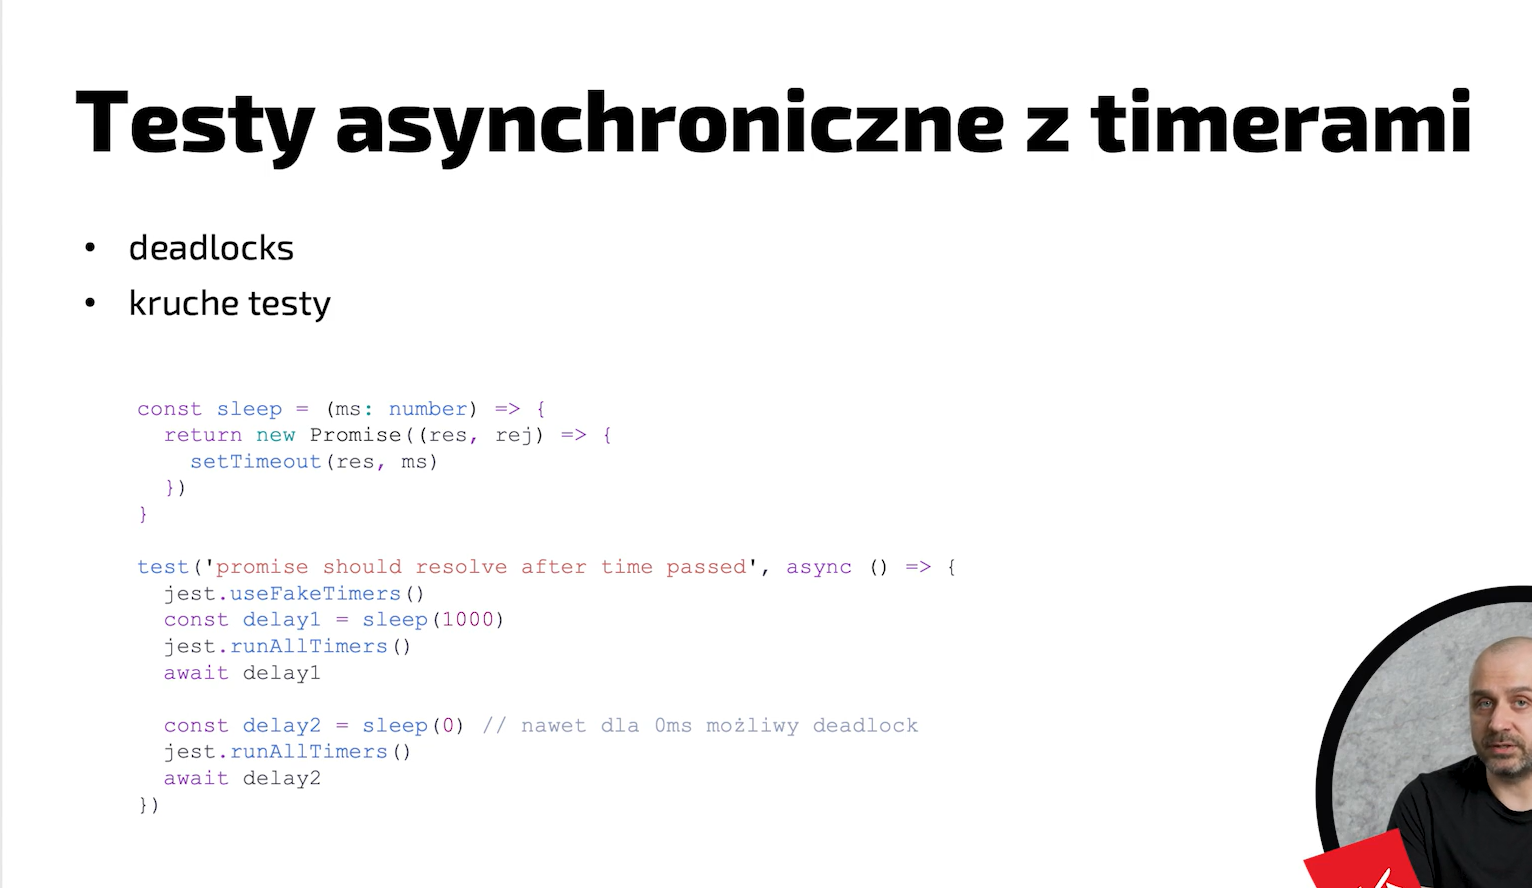 Testy asynchroniczne z timerami
• deadlocks
• kruche testy
const sleep = (ms: number) => {
  return new Promise((res, rej) => {
    setTimeout(res, ms)
  })
}
test('promise should resolve after time passed', async () => {
  jest.useFakeTimers()
  const delay1 = sleep(1000)
  jest.runAllTimers()
  await delay1
  const delay2 = sleep(0) // nawet dla 0ms możliwy deadlock
  jest.runAllTimers()
  await delay2
})